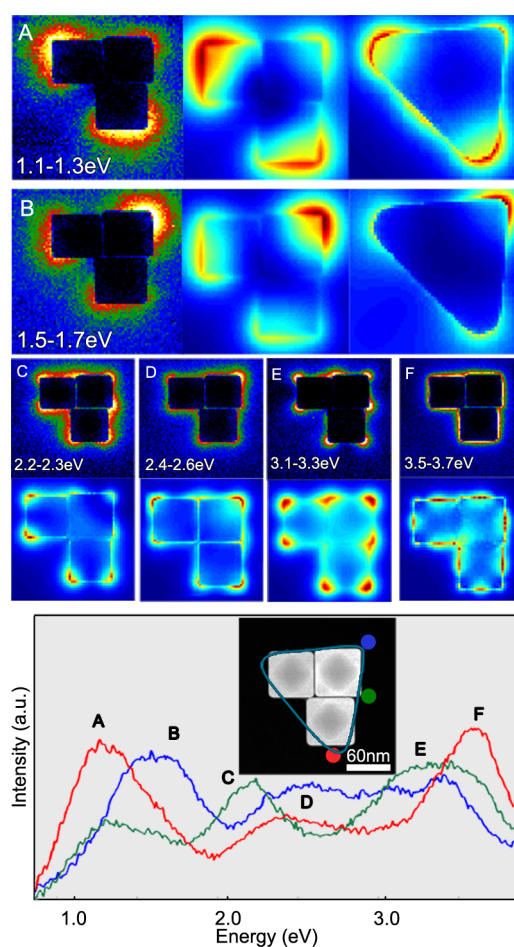 A
1.1-1.3eV
B
1.5-1.7eV
C
2.2-2.3eV
D
2.4-2.6eV
E
3.1-3.3eV
F
3.5-3.7eV
Intensity (a.u.)
A
B
C
D
E
F
60nm
1.0
2.0
3.0
Energy (eV)